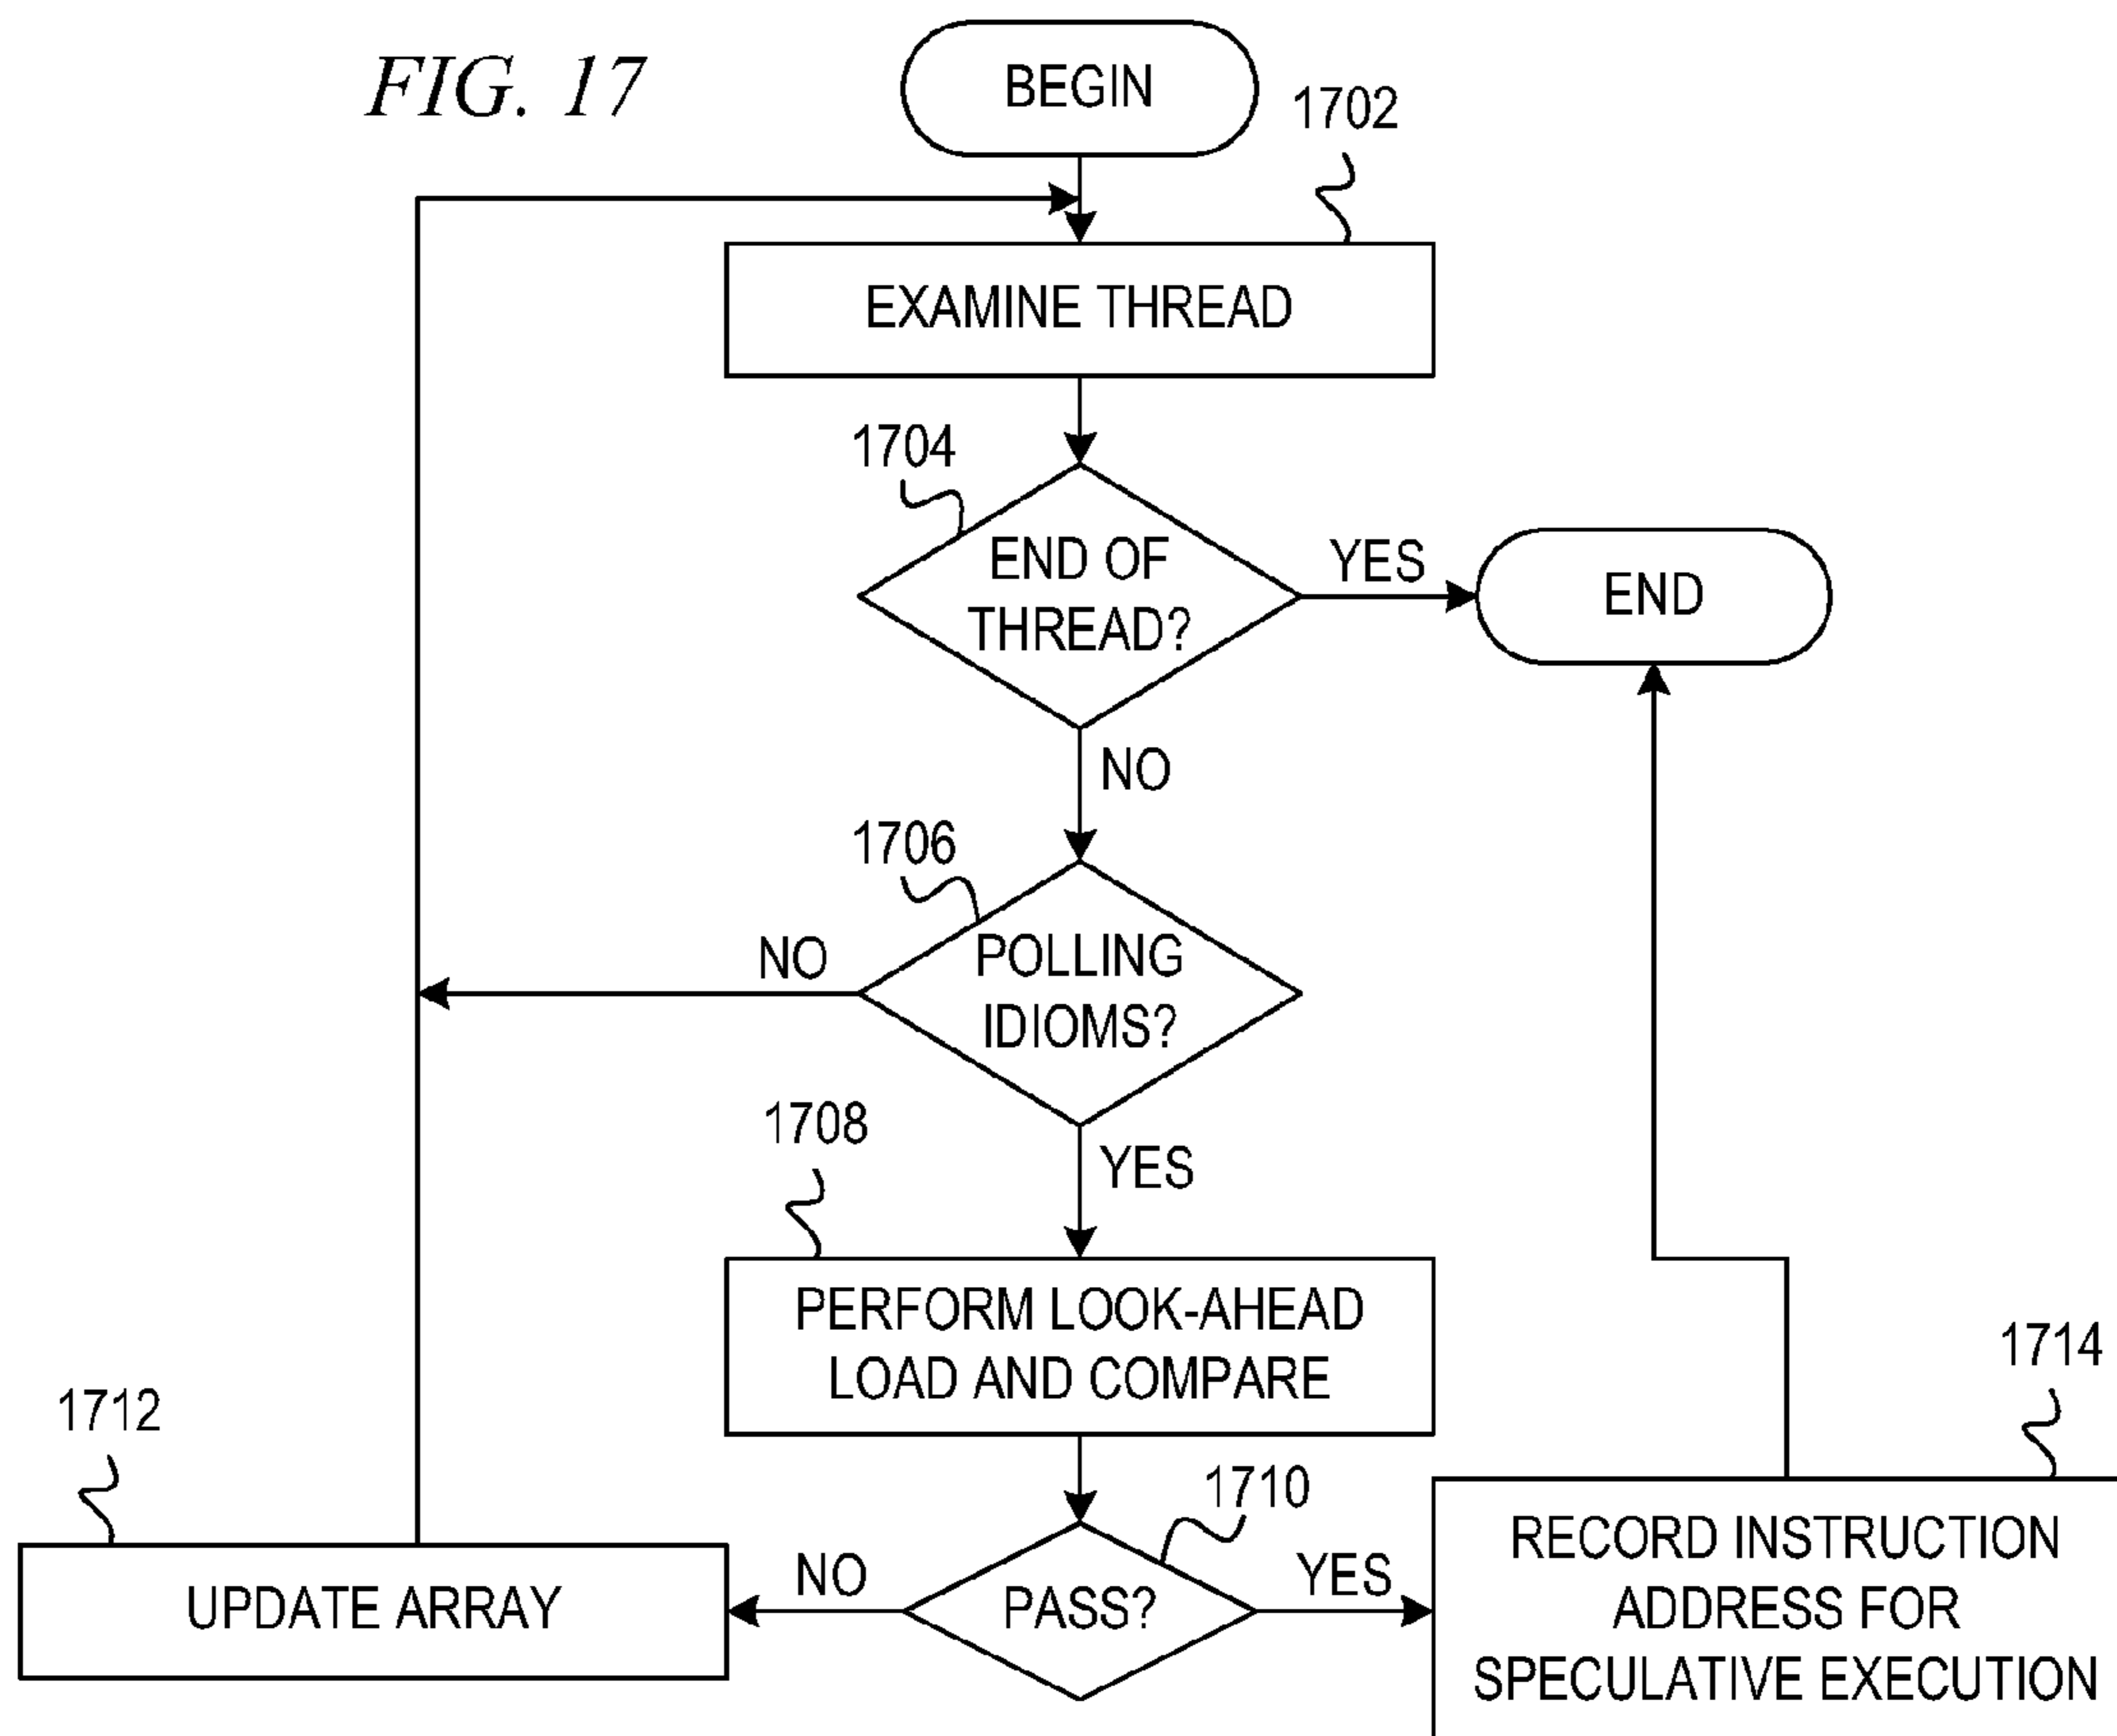 FIG. 17
BEGIN
1702
EXAMINE THREAD
1704
END OF
THREAD?
YES
END
NO
1706
POLLING
IDIOMS?
NO
YES
1708
PERFORM LOOK-AHEAD
LOAD AND COMPARE
1710
PASS?
NO
1712
UPDATE ARRAY
YES
1714
RECORD INSTRUCTION
ADDRESS FOR
SPECULATIVE EXECUTION